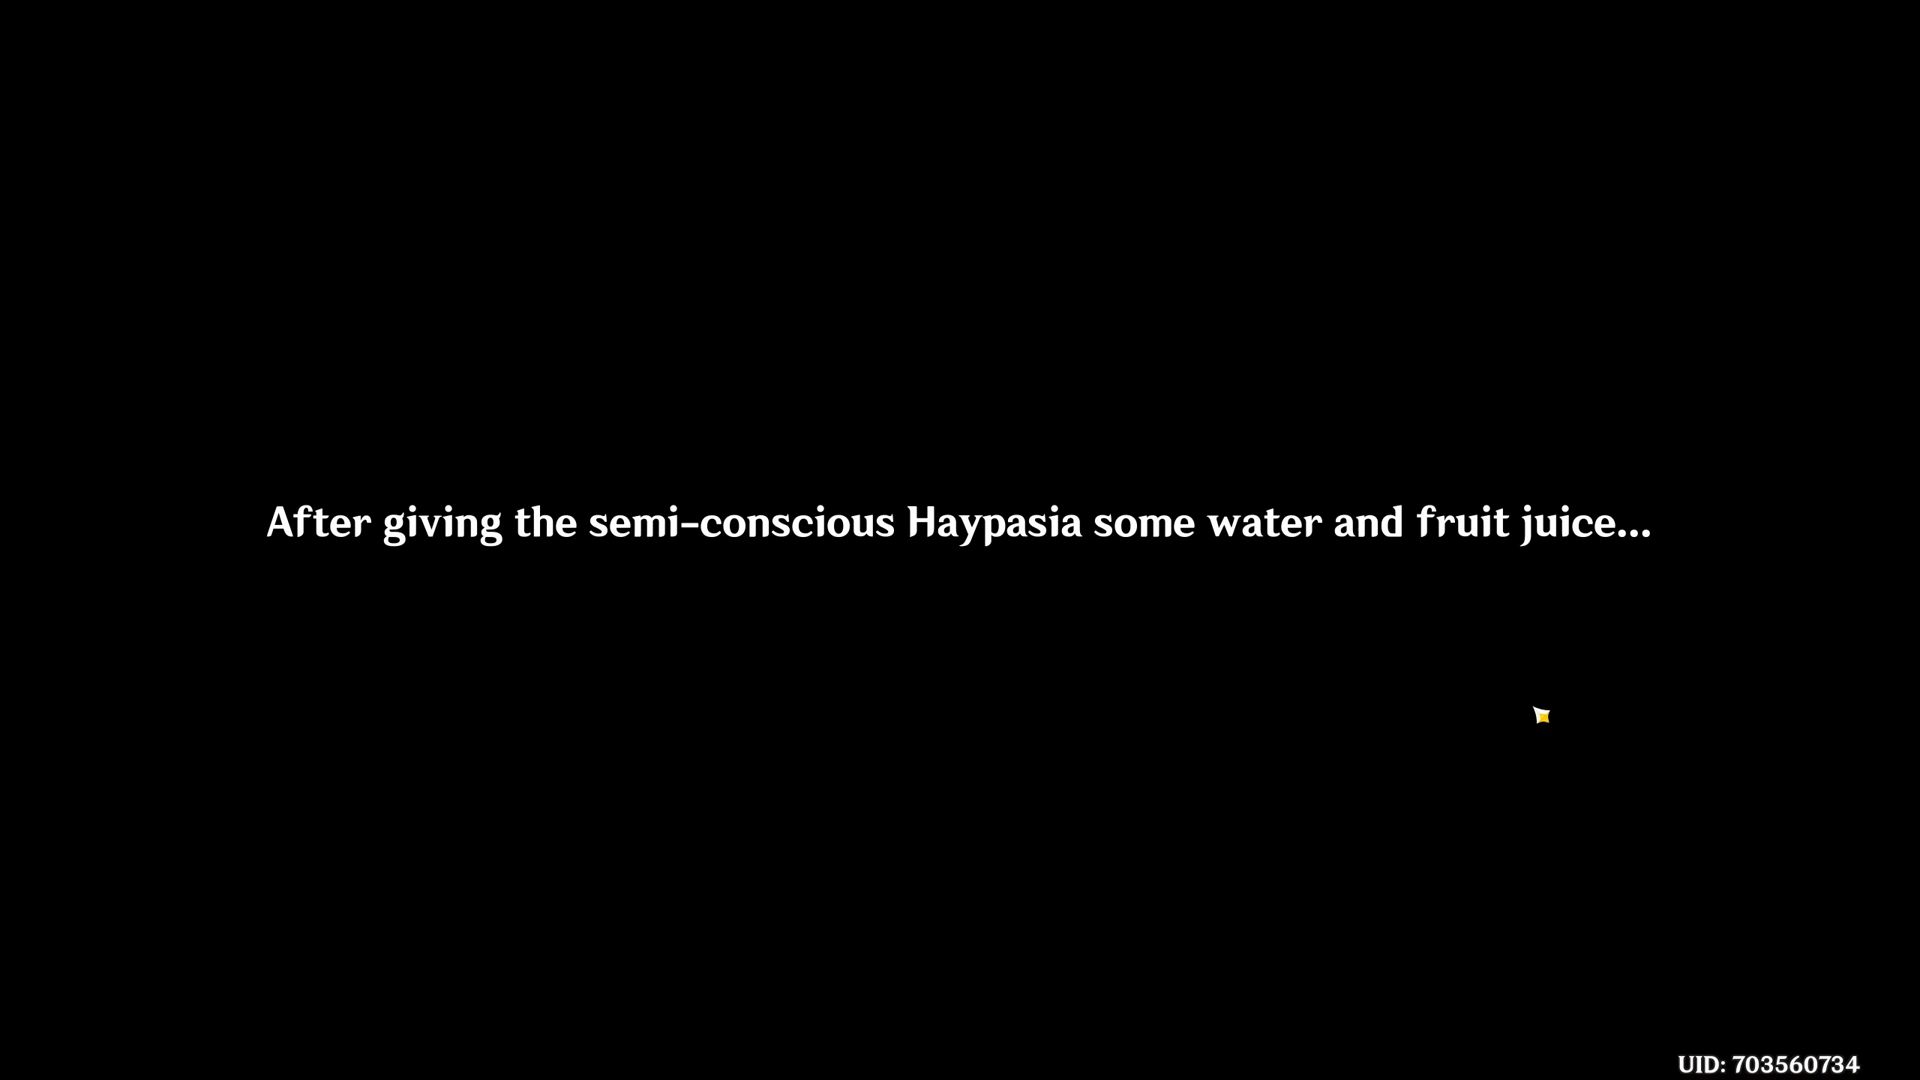 After giving the semi-conscious Haypasia some water and fruit juice...
UID: 703560734